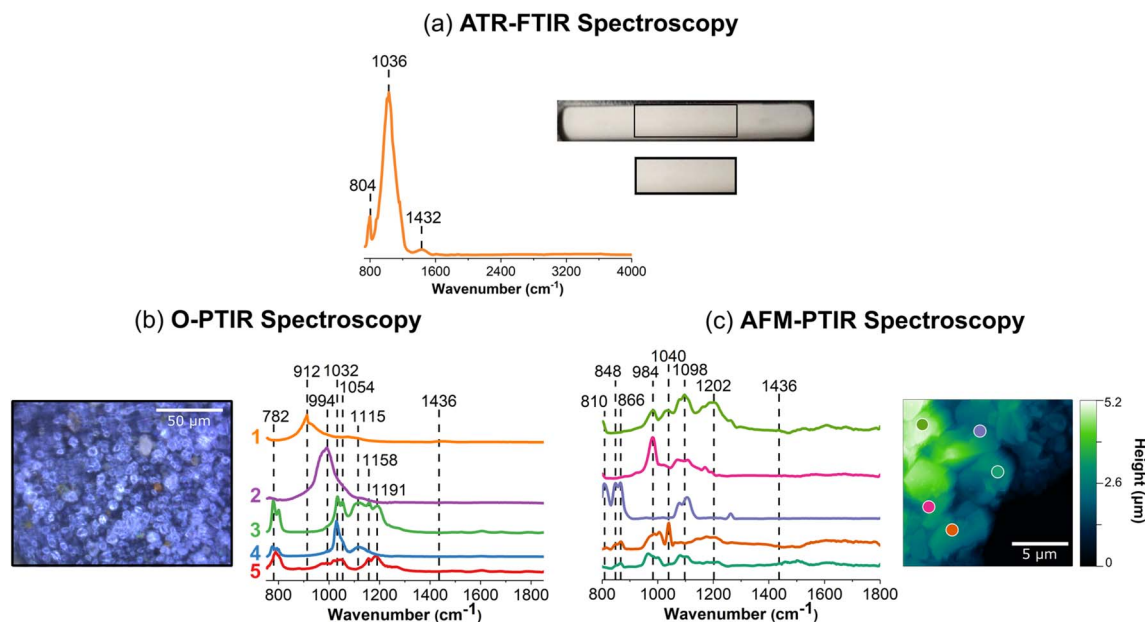 (a) ATR-FTIR Spectroscopy
1036
804
1432
800 1600 2400 3200 4000
Wavenumber (cm-1)
(b) O-PTIR Spectroscopy
50 µm
912 1032
994 1054
782 1115 1436
1158
1191
1
2
3
4
5
800 1000 1200 1400 1600 1800
Wavenumber (cm-1)
(c) AFM-PTIR Spectroscopy
1040
848 984 1098
810 866 1202 1436
800 1000 1200 1400 1600 1800
Wavenumber (cm-1)
5 µm
5.2
2.6
0
Height (µm)